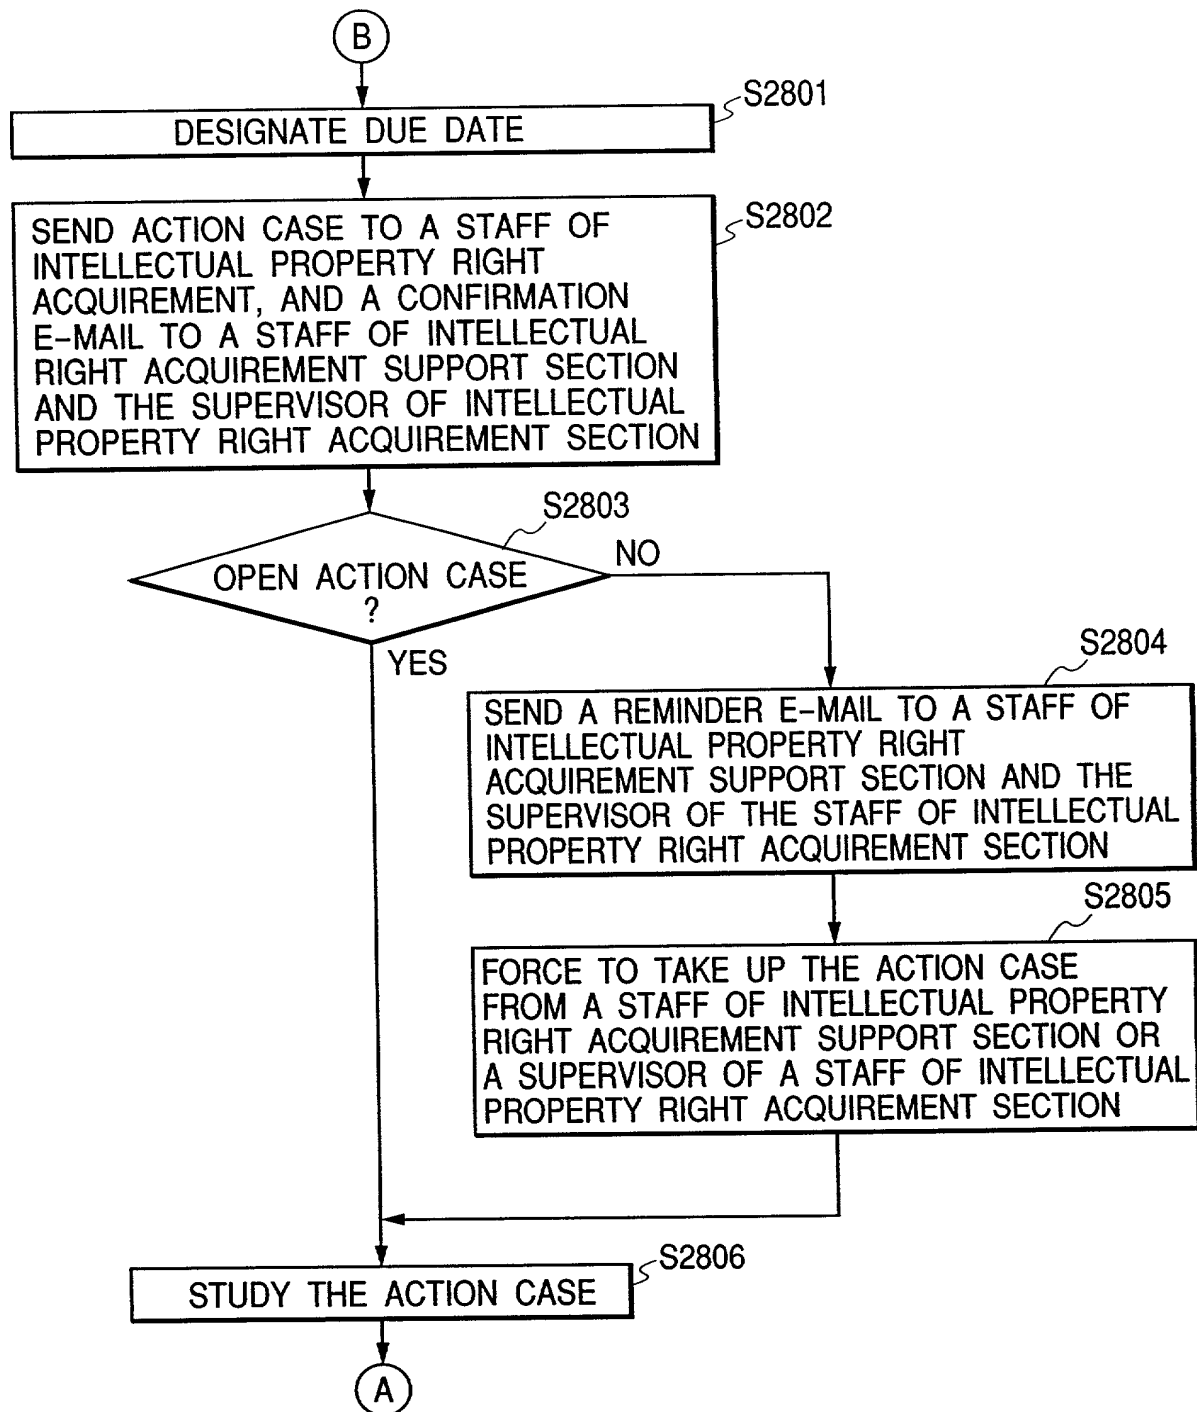 B
S2801
DESIGNATE DUE DATE
S2802
SEND ACTION CASE TO A STAFF OF
INTELLECTUAL PROPERTY RIGHT
ACQUIREMENT, AND A CONFIRMATION
E-MAIL TO A STAFF OF INTELLECTUAL
RIGHT ACQUIREMENT SUPPORT SECTION
AND THE SUPERVISOR OF INTELLECTUAL
PROPERTY RIGHT ACQUIREMENT SECTION
S2803
OPEN ACTION CASE
?
NO
YES
S2804
SEND A REMINDER E-MAIL TO A STAFF OF
INTELLECTUAL PROPERTY RIGHT
ACQUIREMENT SUPPORT SECTION AND THE
SUPERVISOR OF THE STAFF OF INTELLECTUAL
PROPERTY RIGHT ACQUIREMENT SECTION
S2805
FORCE TO TAKE UP THE ACTION CASE
FROM A STAFF OF INTELLECTUAL PROPERTY
RIGHT ACQUIREMENT SUPPORT SECTION OR
A SUPERVISOR OF A STAFF OF INTELLECTUAL
PROPERTY RIGHT ACQUIREMENT SECTION
S2806
STUDY THE ACTION CASE
A